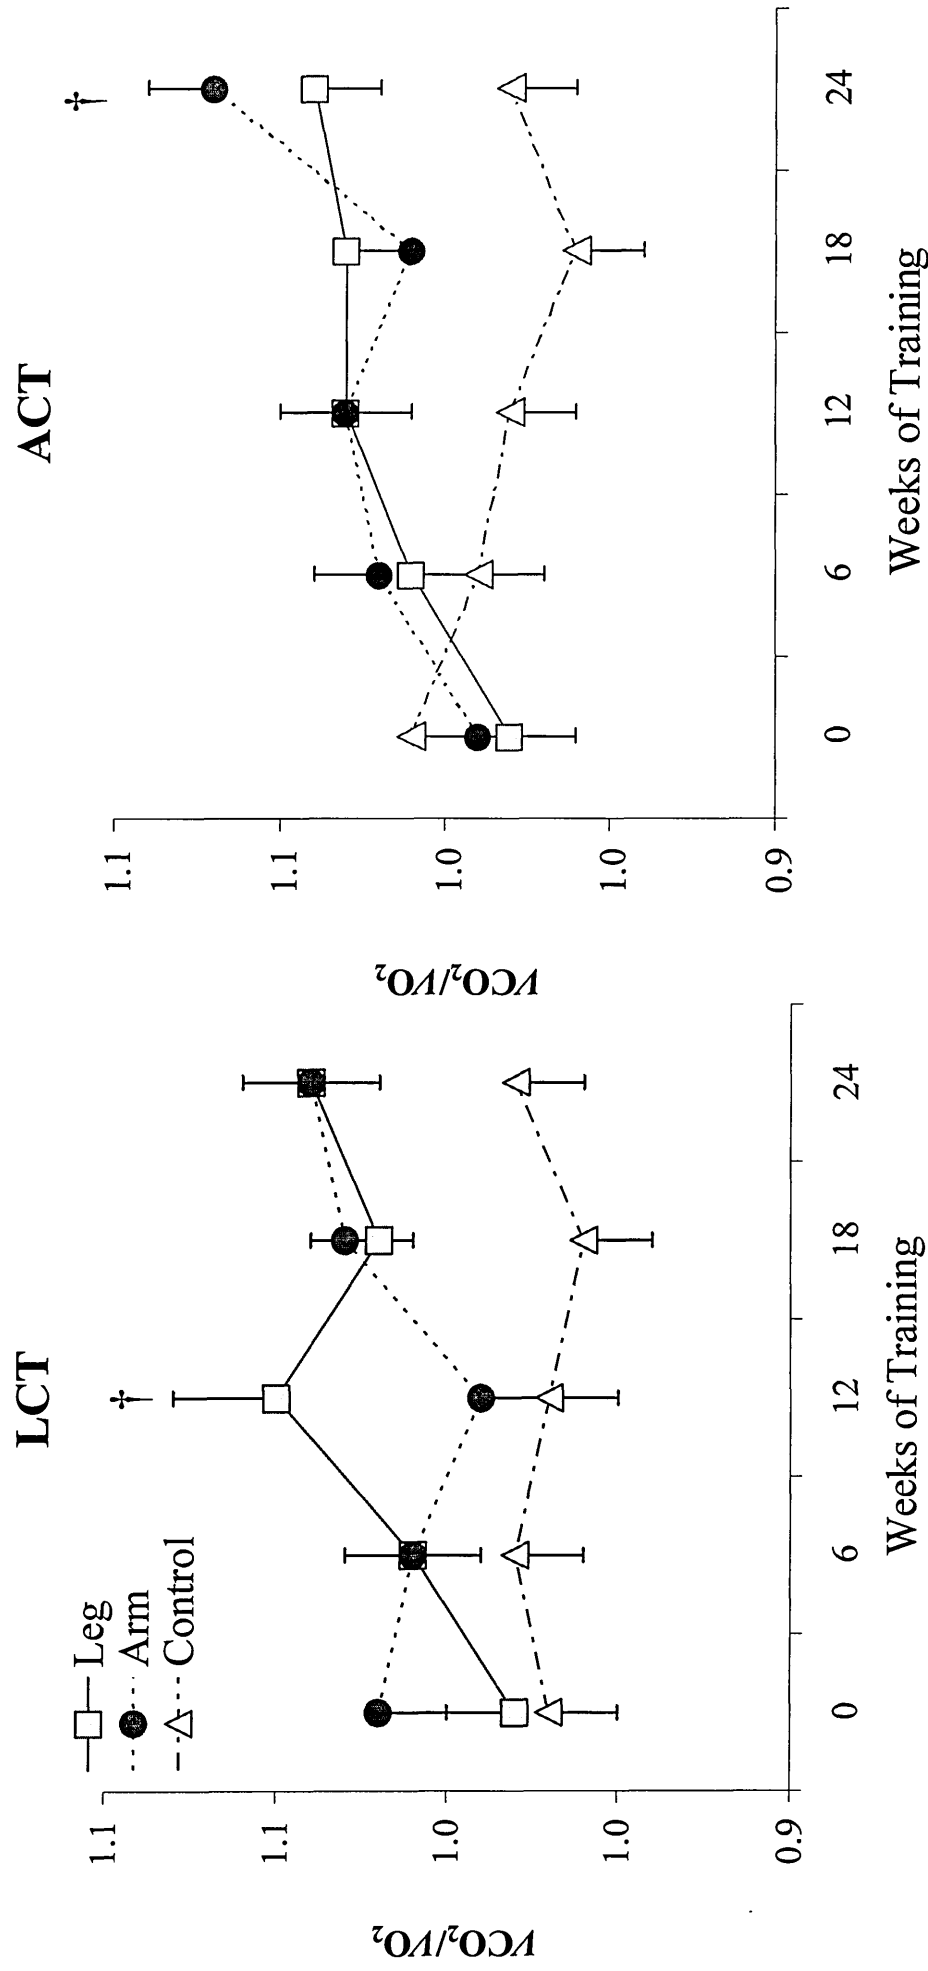 LCT
Leg
Arm
Control
†
1.1
1.1
1.0
1.0
0.9
VCO₂/VO₂
0 6 12 18 24
Weeks of Training
ACT
†
1.1
1.1
1.0
1.0
0.9
VCO₂/VO₂
0 6 12 18 24
Weeks of Training